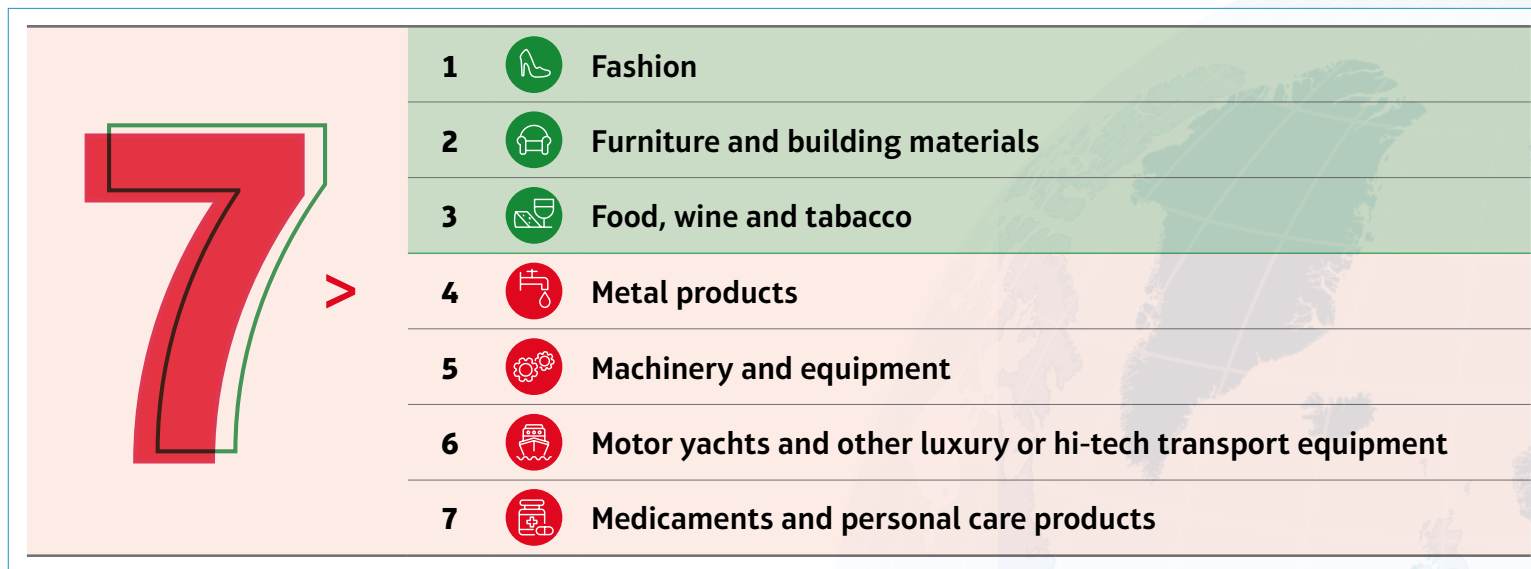 7
>
1 Fashion
2 Furniture and building materials
3 Food, wine and tabacco
4 Metal products
5 Machinery and equipment
6 Motor yachts and other luxury or hi-tech transport equipment
7 Medicaments and personal care products